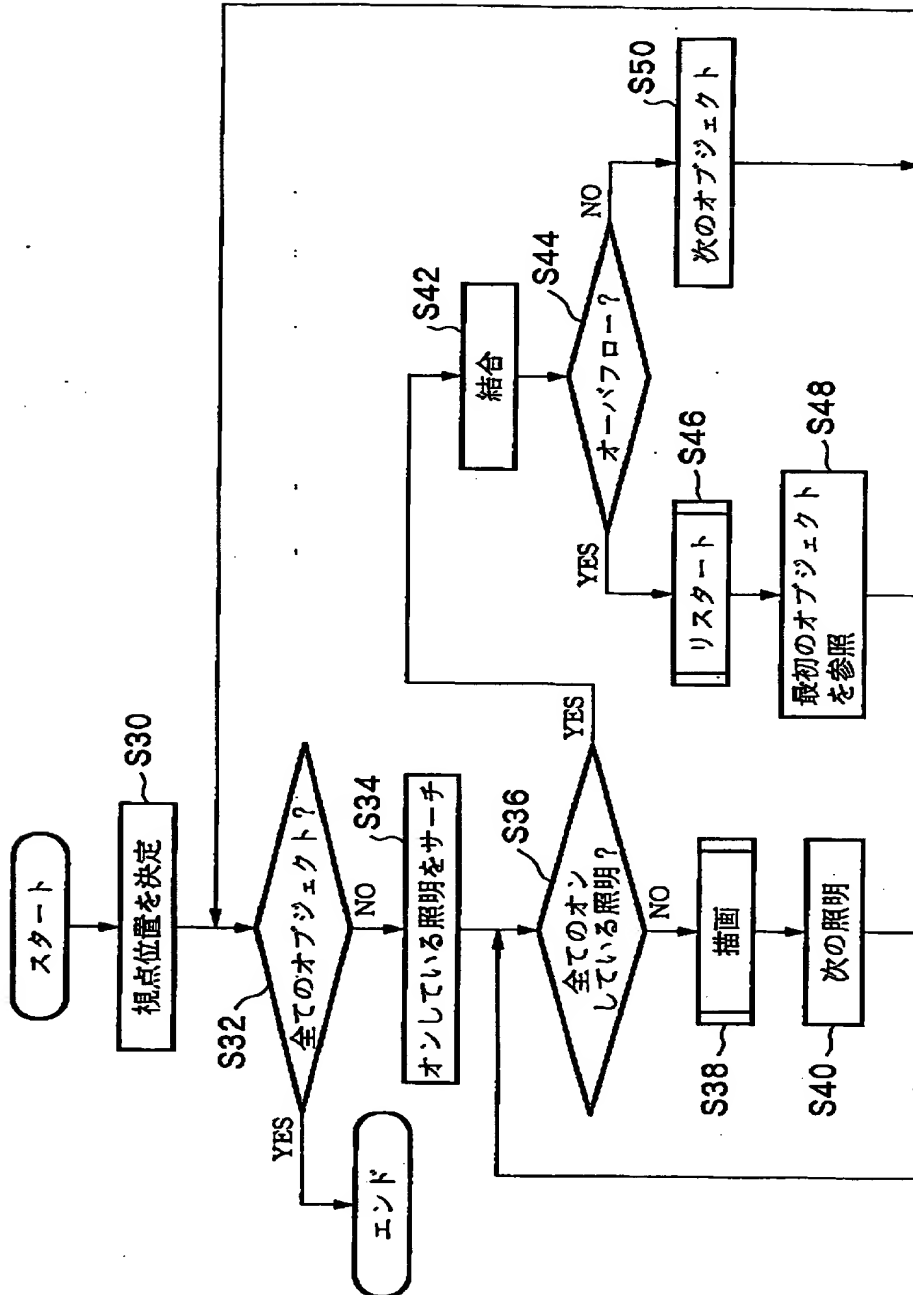 スタート
視点位置を決定
S30
全てのオブジェクト?
S32
YES
NO
エンド
オンしている照明をサーチ
S34
全てのオン
している照明?
S36
YES
NO
描画
S38
次の照明
S40
結合
S42
オーバフロー?
S44
YES
NO
リスタート
S46
最初のオブジェクト
を参照
S48
次のオブジェクト
S50